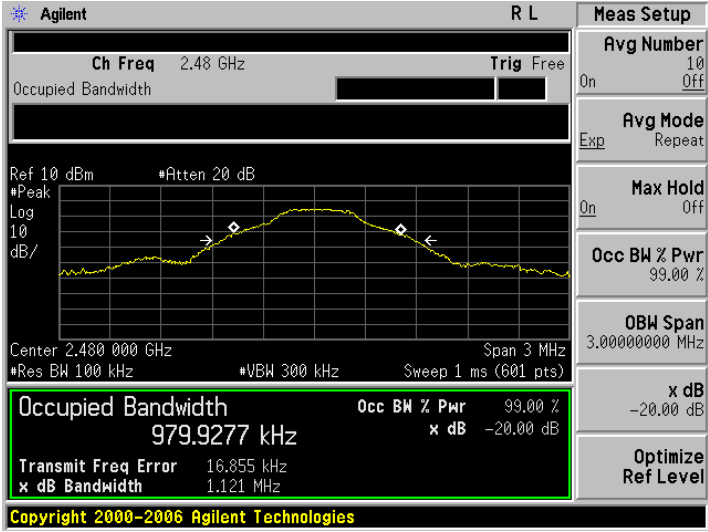 Agilent R L Meas Setup
Ch Freq 2.48 GHz Trig Free
Occupied Bandwidth
Avg Number
10
On Off
Avg Mode
Exp Repeat
Max Hold
On Off
Occ BW % Pwr
99.00 %
OBW Span
3.00000000 MHz
x dB
-20.00 dB
Optimize
Ref Level
Ref 10 dBm #Atten 20 dB
#Peak
Log
10
dB/
Center 2.480 000 GHz Span 3 MHz
#Res BW 100 kHz #VBW 300 kHz Sweep 1 ms (601 pts)
Occupied Bandwidth Occ BW % Pwr 99.00 %
979.9277 kHz x dB -20.00 dB
Transmit Freq Error 16.855 kHz
x dB Bandwidth 1.121 MHz
Copyright 2000-2006 Agilent Technologies